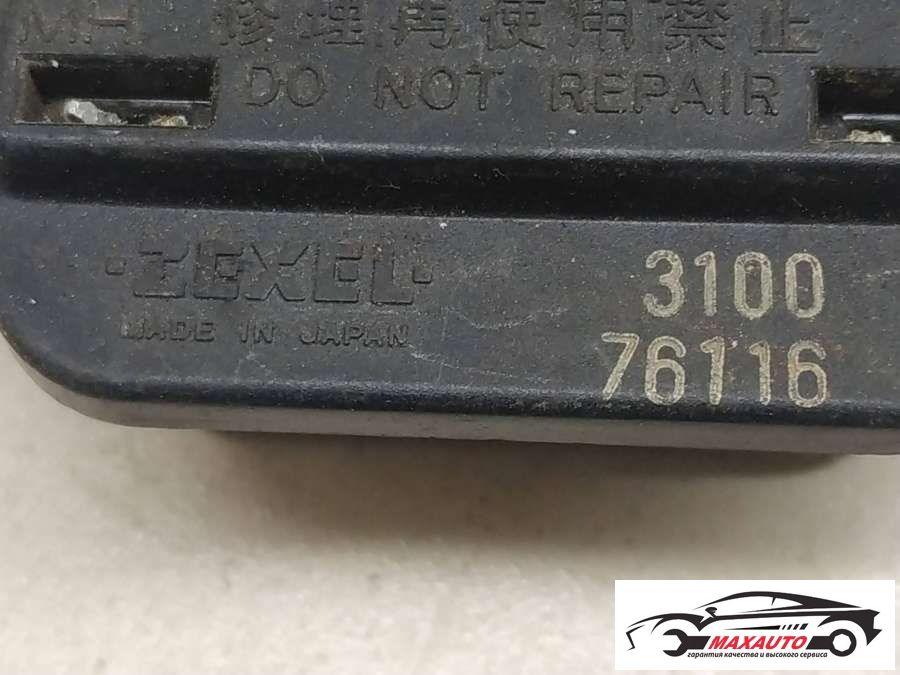 MH 修理再使用禁止
DO NOT REPAIR
·ZEXEL·
MADE IN JAPAN
3100
76116
MAXAUTO
гарантия качества и высокого сервиса